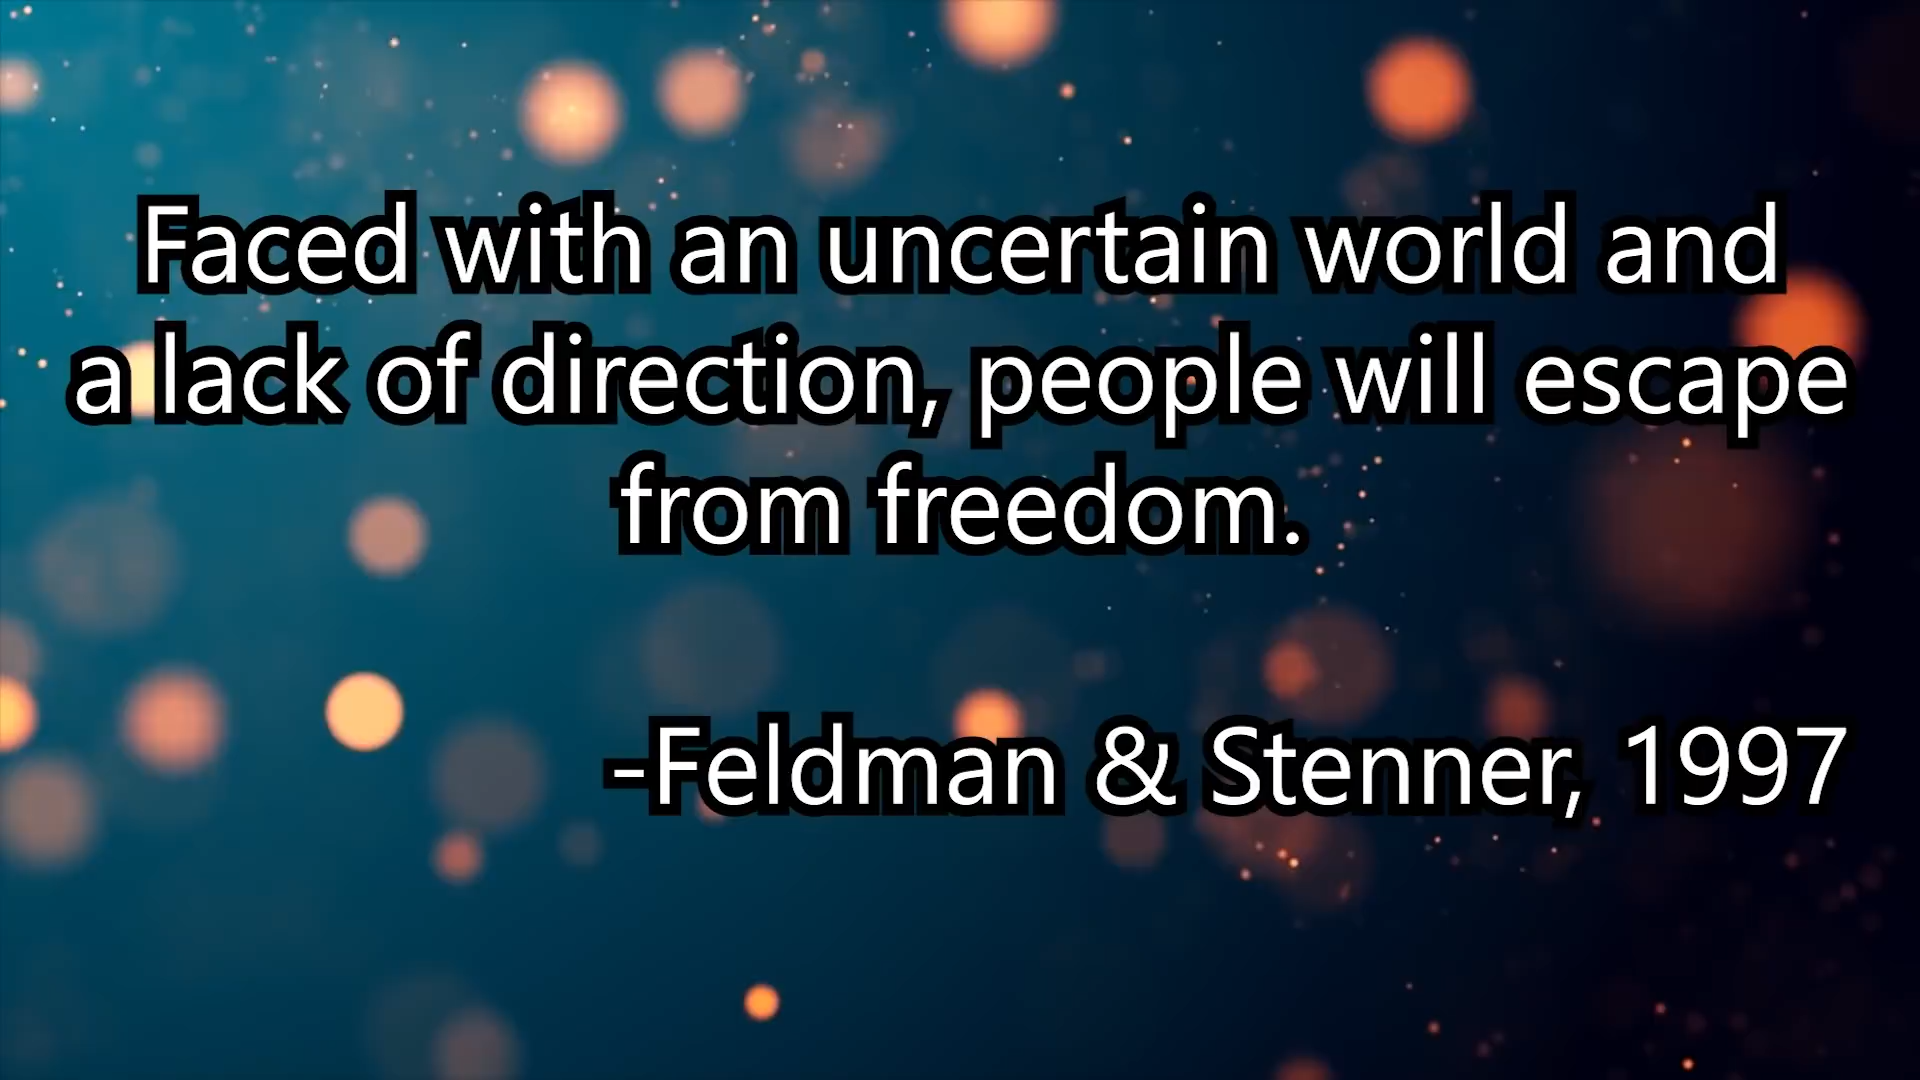 Faced with an uncertain world and
a lack of direction, people will escape
from freedom.
-Feldman & Stenner, 1997